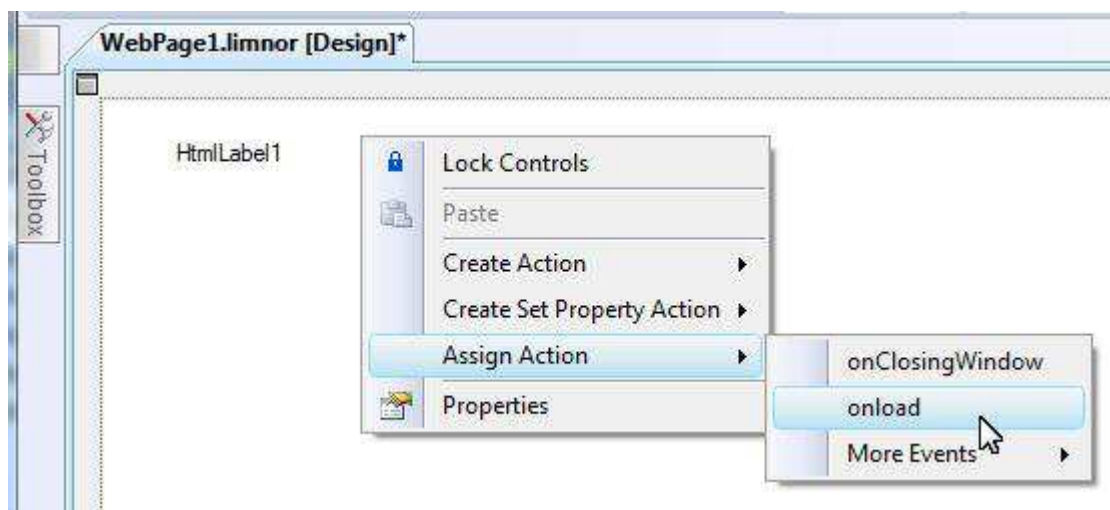 WebPage1.limnor [Design]*
Toolbox
HtmlLabel1
Lock Controls
Paste
Create Action
Create Set Property Action
Assign Action
Properties
onClosingWindow
onload
More Events